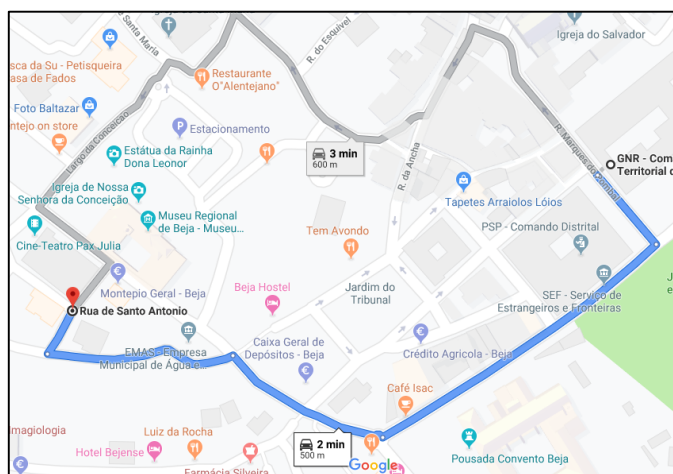 Santa Maria
R. do Esquível
Igreja do Salvador
sca da Su - Petisqueira
asa de Fados
Restaurante
O"Alentejano"
Foto Baltazar
ntejo on store
Largo da Conceicao
Estacionamento
3 min
600 m
R. Marques do Pombal
GNR - Com
Territorial d
Estátua da Rainha
Dona Leonor
R. da Ancha
Igreja de Nossa
Senhora da Conceição
Tapetes Arraiolos Lóios
Museu Regional
de Beja - Museu...
Cine-Teatro Pax Julia
Tem Avondo
PSP - Comando Distrital
Montepio Geral - Beja
Beja Hostel
Jardim do
Tribunal
SEF - Serviço de
Estrangeiros e Fronteiras
J
e
Rua de Santo Antonio
EMAS- Empresa
Municipal de Água e...
Caixa Geral de
Depósitos - Beja
Crédito Agricola - Beja
Café Isac
Imagiologia
Luiz da Rocha
Hotel Bejense
2 min
500 m
Google
Pousada Convento Beja
Farmácia Silveira